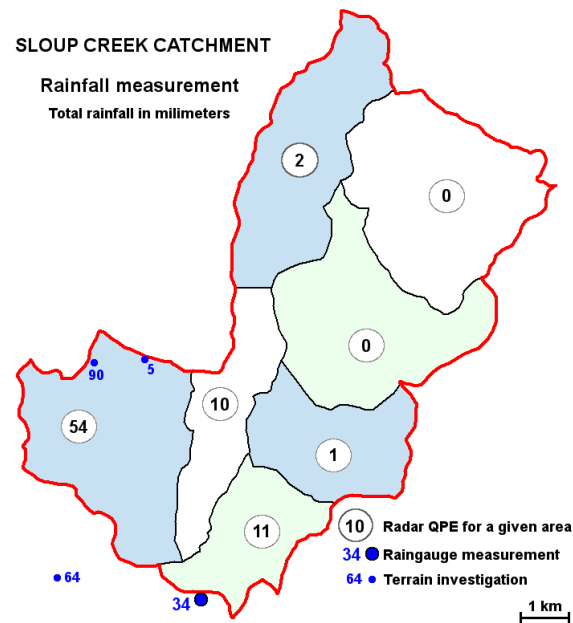 SLOUP CREEK CATCHMENT
Rainfall measurement
Total rainfall in milimeters
2
0
0
90
5
10
54
1
11
10 Radar QPE for a given area
34 Raingauge measurement
64 Terrain investigation
64
34
1 km